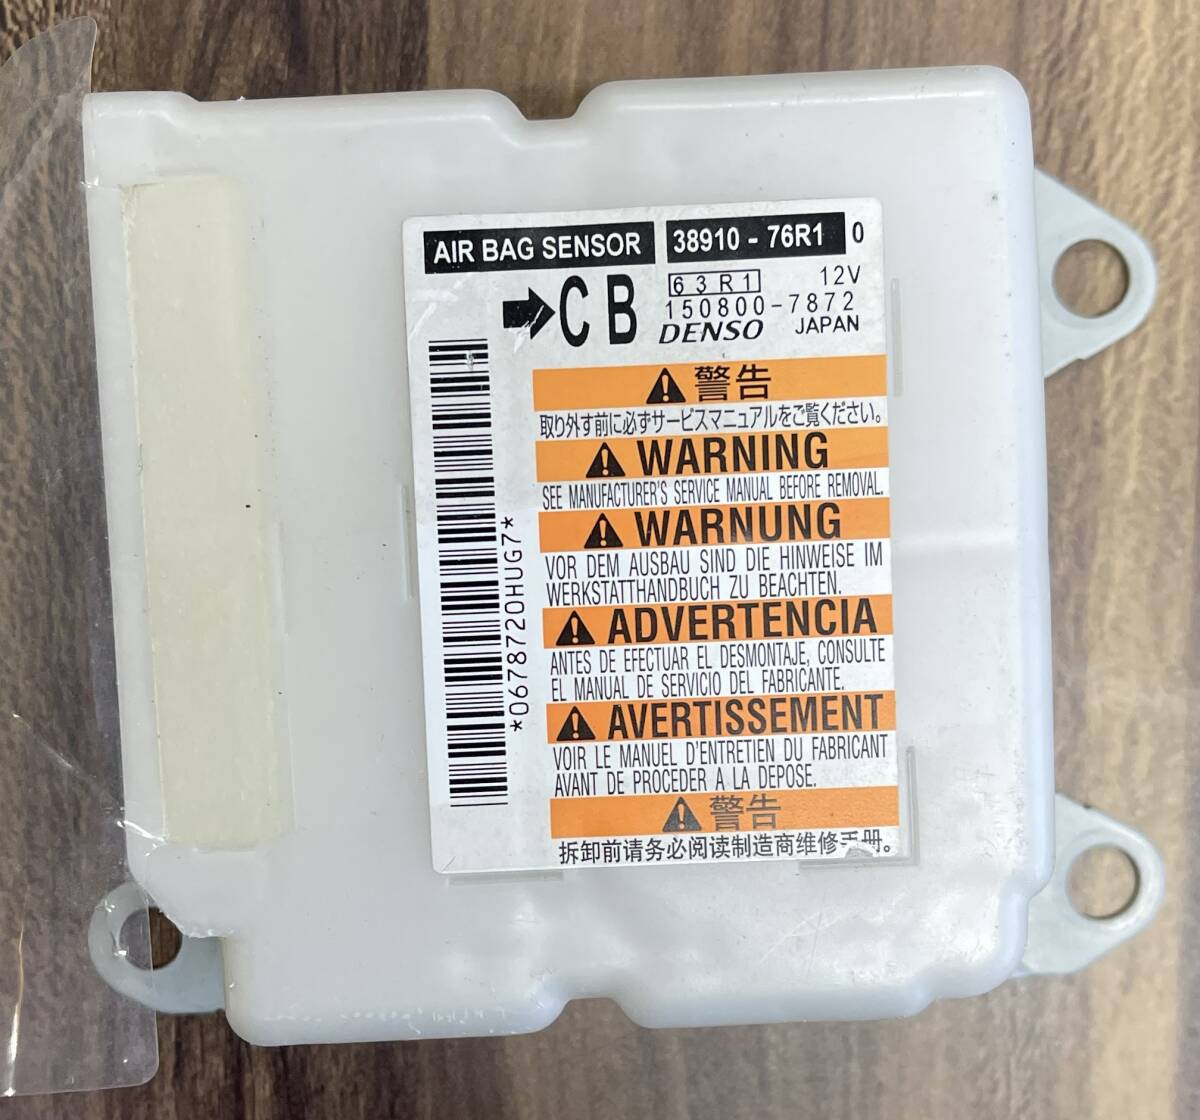 AIR BAG SENSOR 38910-76R1 0
63R1 12V
➡CB 150800-7872
DENSO JAPAN
*0678720HUG7*
⚠警告
取り外す前に必ずサービスマニュアルをご覧ください。
⚠WARNING
SEE MANUFACTURER'S SERVICE MANUAL BEFORE REMOVAL.
⚠WARNUNG
VOR DEM AUSBAU SIND DIE HINWEISE IM
WERKSTATTHANDBUCH ZU BEACHTEN.
⚠ADVERTENCIA
ANTES DE EFECTUAR EL DESMONTAJE, CONSULTE
EL MANUAL DE SERVICIO DEL FABRICANTE.
⚠AVERTISSEMENT
VOIR LE MANUEL D'ENTRETIEN DU FABRICANT
AVANT DE PROCEDER A LA DEPOSE.
⚠警告
拆卸前请务必阅读制造商维修手册。